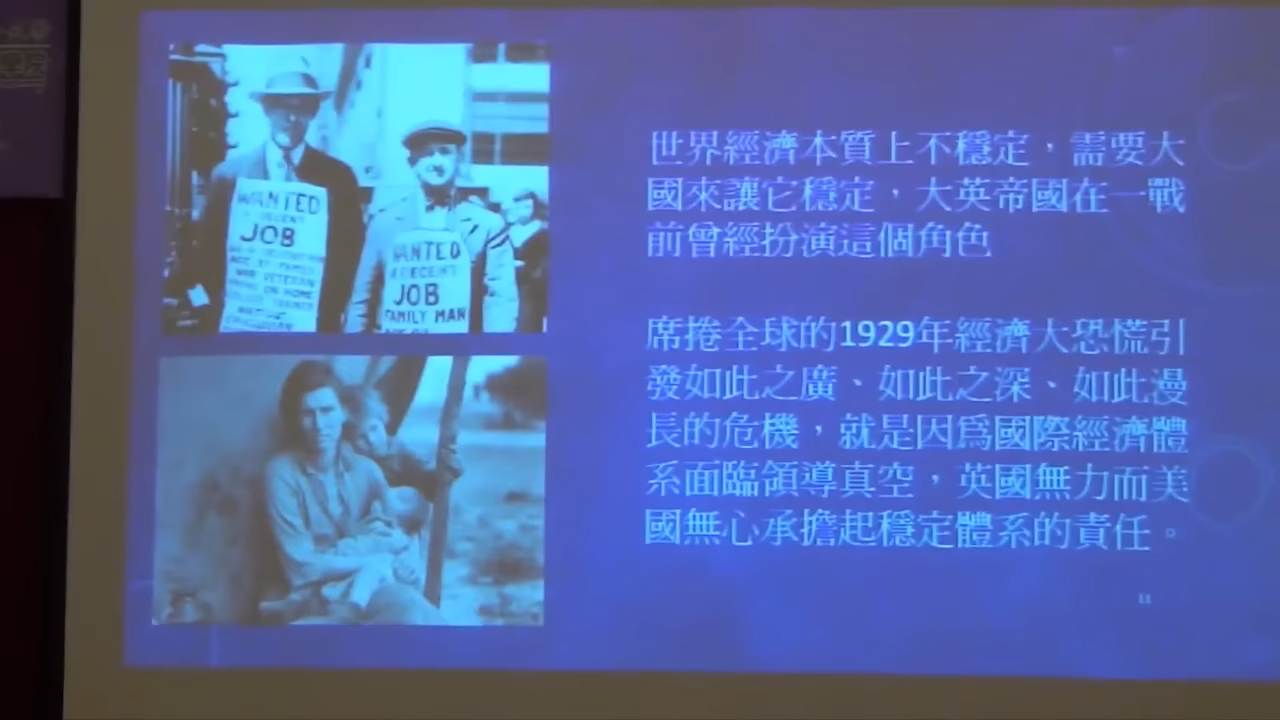 WANTED
A DECENT
JOB
WAR VETERAN
WANTED
A DECENT
JOB
FAMILY MAN
世界經濟本質上不穩定，需要大
國來讓它穩定，大英帝國在一戰
前曾經扮演這個角色
席捲全球的1929年經濟大恐慌引
發如此之廣、如此之深、如此漫
長的危機，就是因為國際經濟體
系面臨領導真空，英國無力而美
國無心承擔起穩定體系的責任。
11